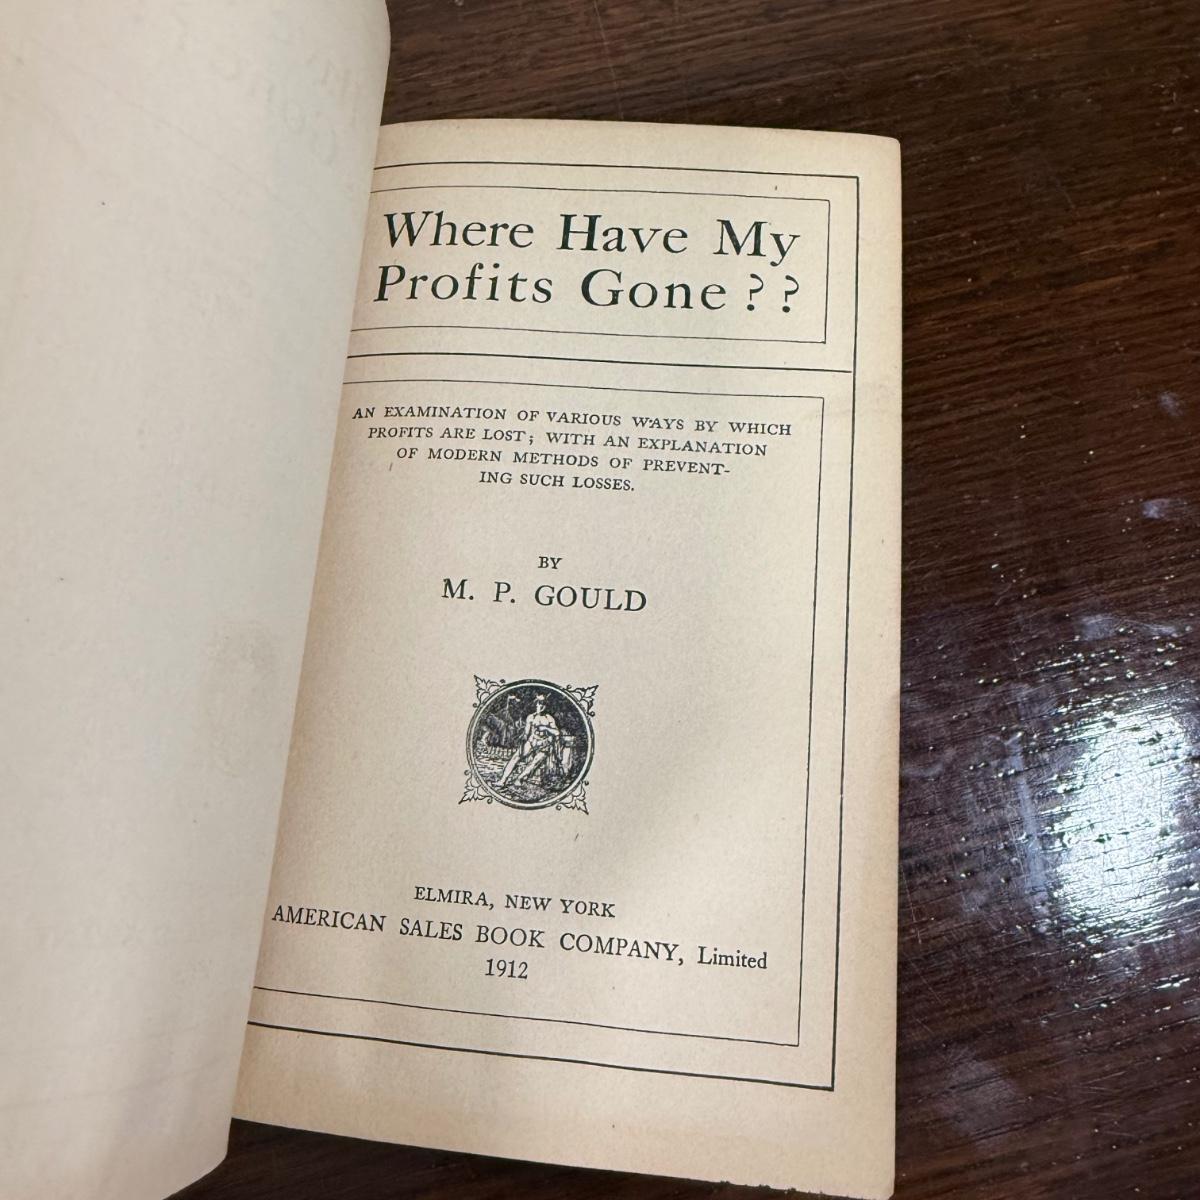 Where Have My
Profits Gone ? ?
AN EXAMINATION OF VARIOUS WAYS BY WHICH
PROFITS ARE LOST; WITH AN EXPLANATION
OF MODERN METHODS OF PREVENT-
ING SUCH LOSSES.
BY
M. P. GOULD
ELMIRA, NEW YORK
AMERICAN SALES BOOK COMPANY, Limited
1912